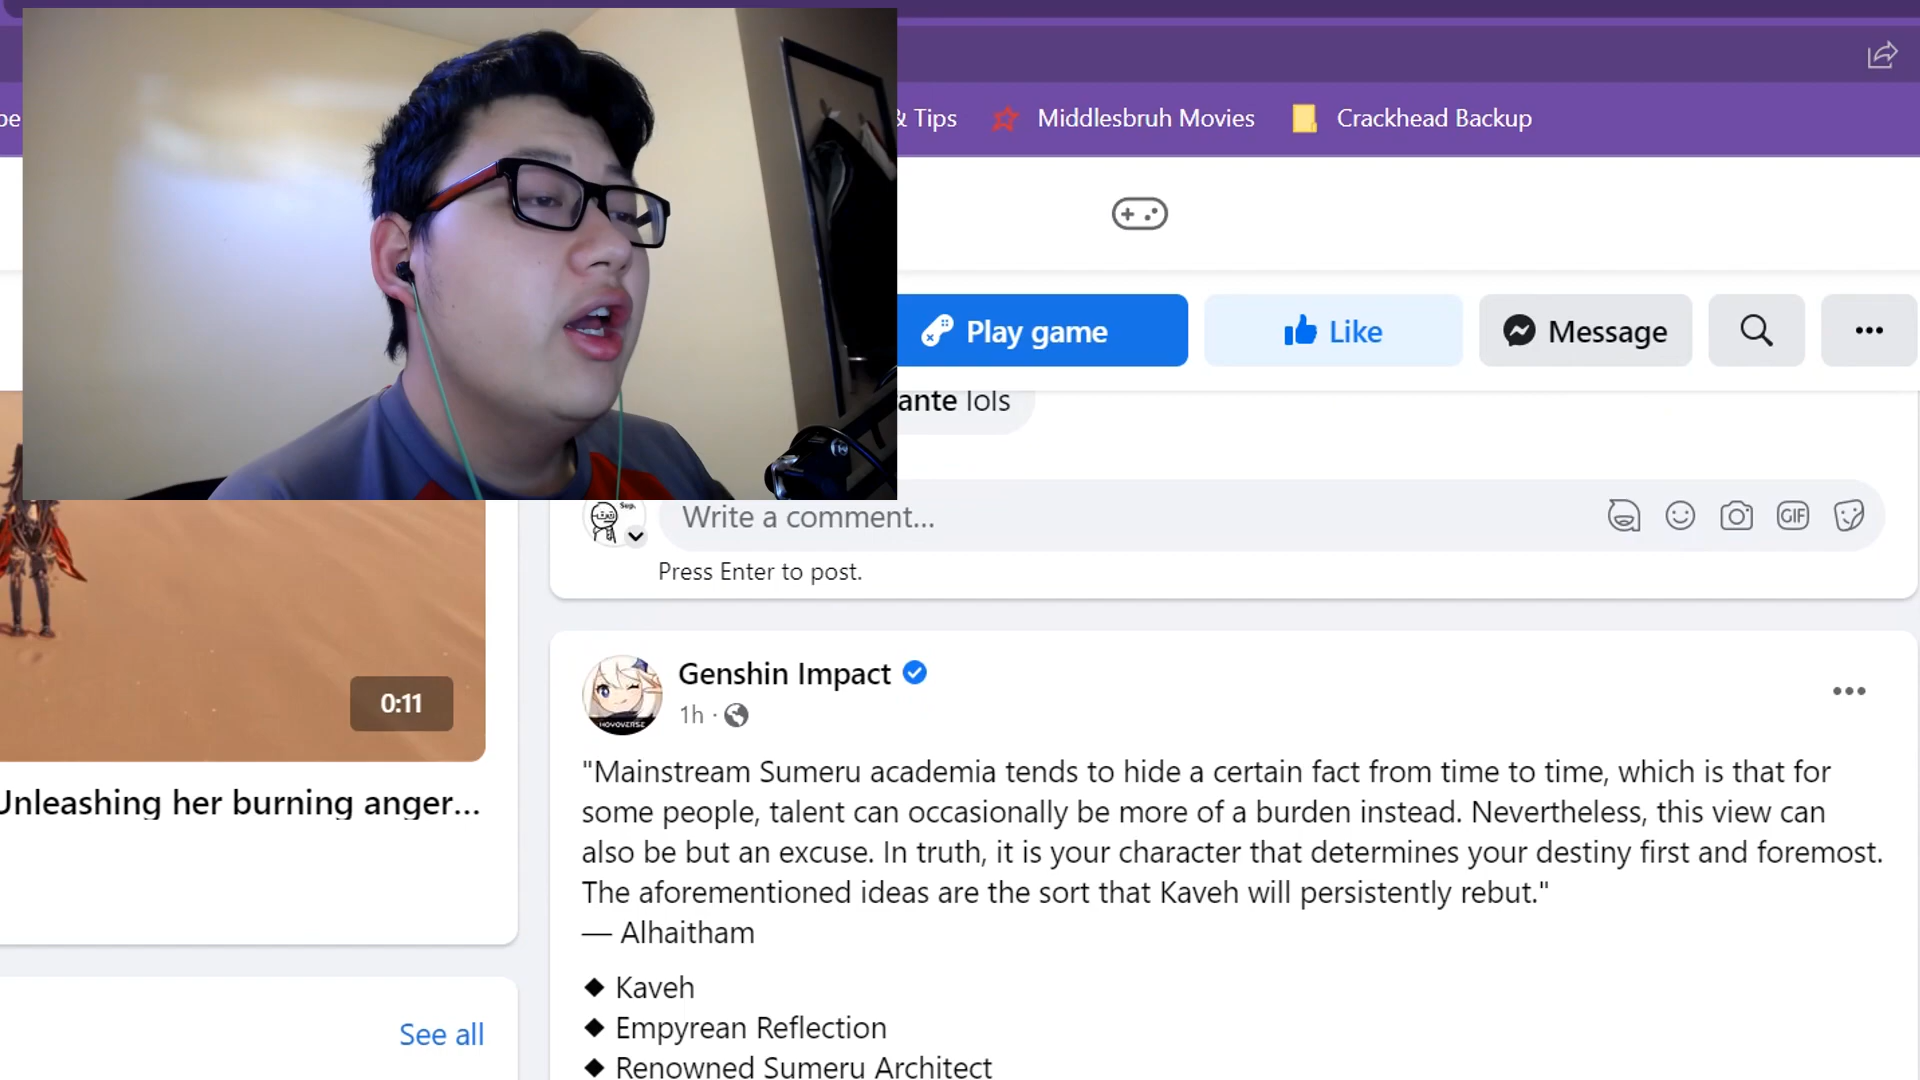 & Tips
Middlesbruh Movies
Crackhead Backup
Play game
Like
Message
ante lols
Sup.
Write a comment...
GIF
Press Enter to post.
0:11
Unleashing her burning anger...
See all
Genshin Impact
HOYOVERSE
1h ·
"Mainstream Sumeru academia tends to hide a certain fact from time to time, which is that for
some people, talent can occasionally be more of a burden instead. Nevertheless, this view can
also be but an excuse. In truth, it is your character that determines your destiny first and foremost.
The aforementioned ideas are the sort that Kaveh will persistently rebut."
— Alhaitham
◆ Kaveh
◆ Empyrean Reflection
◆ Renowned Sumeru Architect